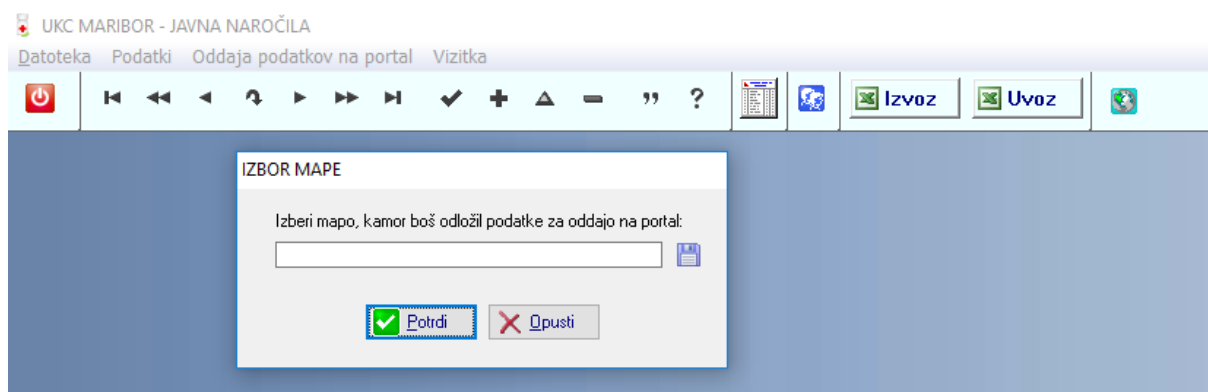 UKC MARIBOR - JAVNA NAROČILA
Datoteka Podatki Oddaja podatkov na portal Vizitka
Izvoz Uvoz
IZBOR MAPE
Izberi mapo, kamor boš odložil podatke za oddajo na portal:
Potrdi Opusti